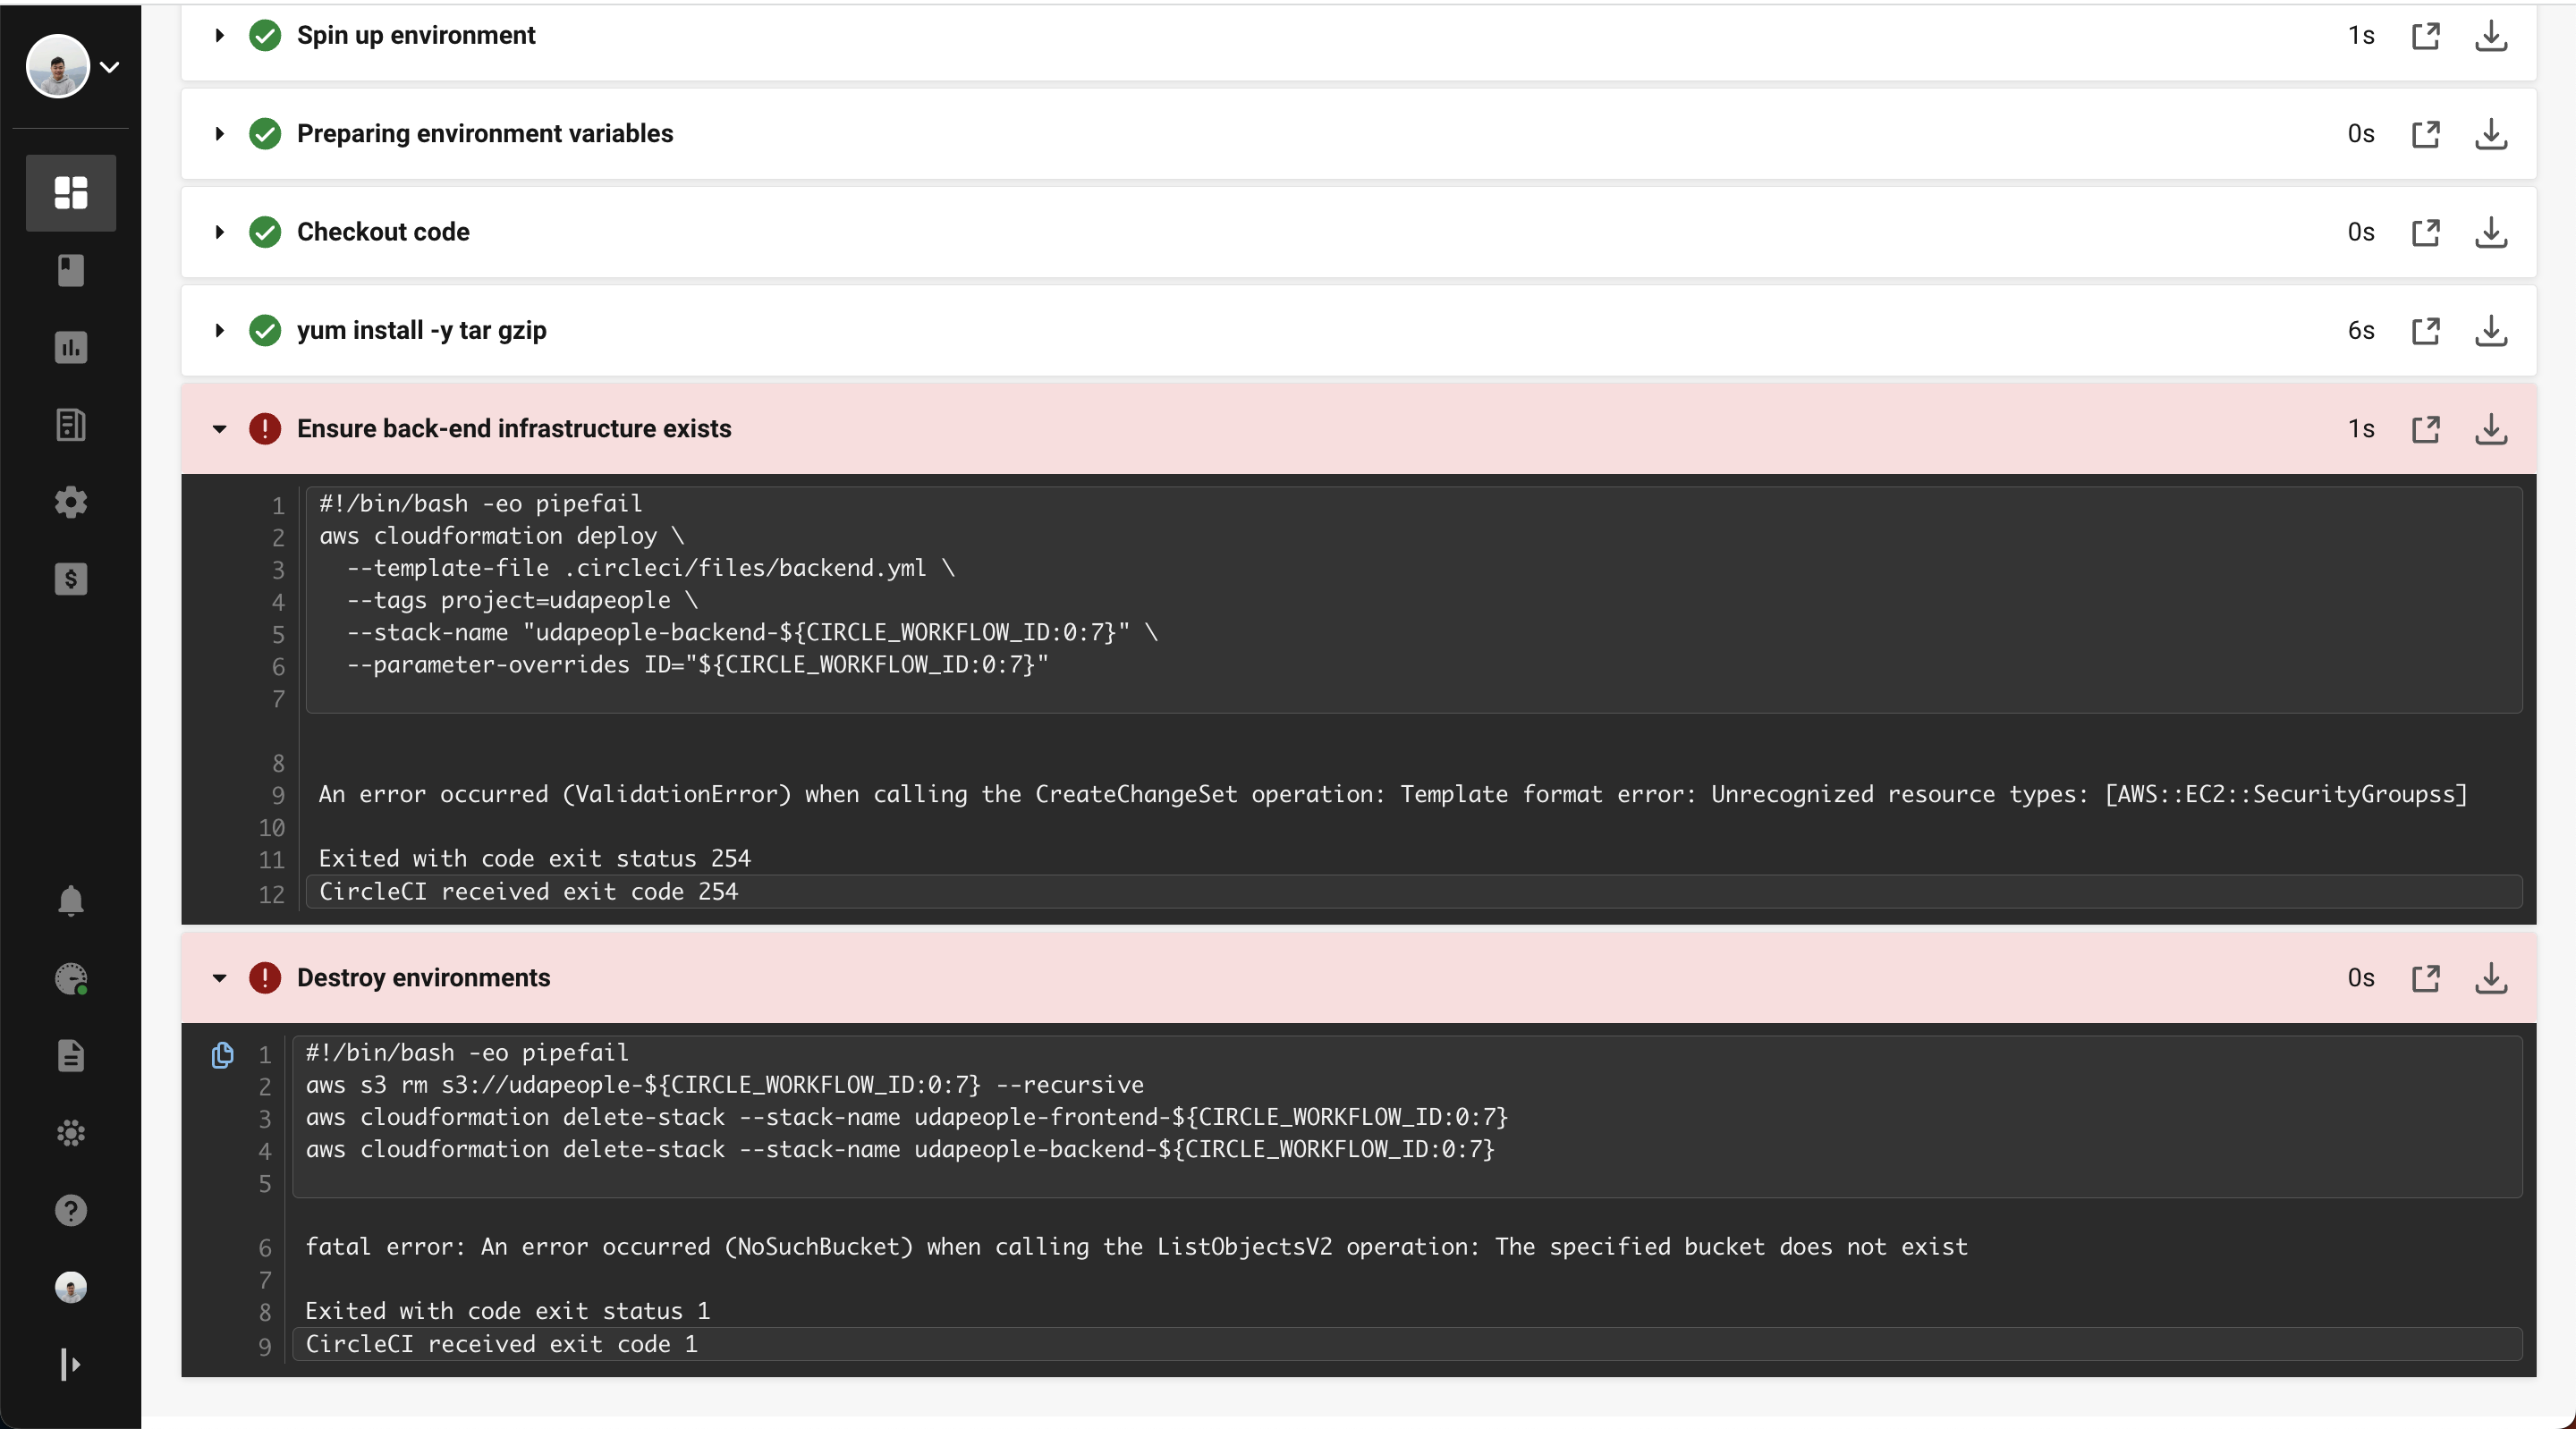 Spin up environment 1s
Preparing environment variables 0s
Checkout code 0s
yum install -y tar gzip 6s
Ensure back-end infrastructure exists 1s
1 #!/bin/bash -eo pipefail
2 aws cloudformation deploy \
3   --template-file .circleci/files/backend.yml \
4   --tags project=udapeople \
5   --stack-name "udapeople-backend-${CIRCLE_WORKFLOW_ID:0:7}" \
6   --parameter-overrides ID="${CIRCLE_WORKFLOW_ID:0:7}"
7
8
9 An error occurred (ValidationError) when calling the CreateChangeSet operation: Template format error: Unrecognized resource types: [AWS::EC2::SecurityGroupss]
10
11 Exited with code exit status 254
12 CircleCI received exit code 254
Destroy environments 0s
1 #!/bin/bash -eo pipefail
2 aws s3 rm s3://udapeople-${CIRCLE_WORKFLOW_ID:0:7} --recursive
3 aws cloudformation delete-stack --stack-name udapeople-frontend-${CIRCLE_WORKFLOW_ID:0:7}
4 aws cloudformation delete-stack --stack-name udapeople-backend-${CIRCLE_WORKFLOW_ID:0:7}
5
6 fatal error: An error occurred (NoSuchBucket) when calling the ListObjectsV2 operation: The specified bucket does not exist
7
8 Exited with code exit status 1
9 CircleCI received exit code 1